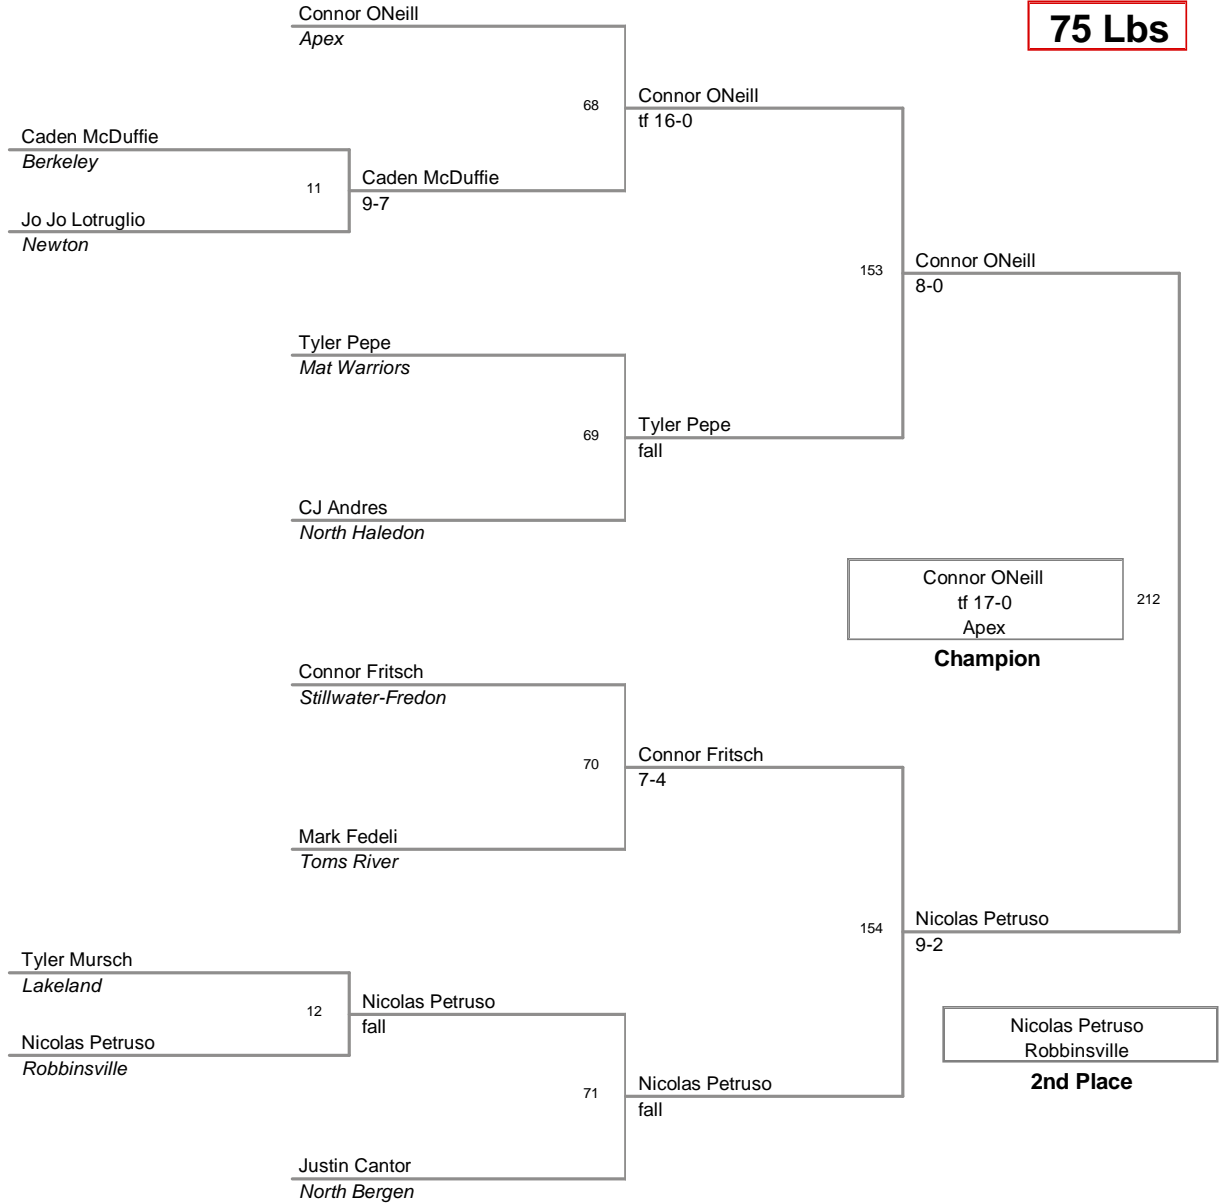 Connor ONeill
Apex
75 Lbs
68
Connor ONeill
tf 16-0
Caden McDuffie
Berkeley
11
Caden McDuffie
9-7
Jo Jo Lotruglio
Newton
153
Connor ONeill
8-0
Tyler Pepe
Mat Warriors
69
Tyler Pepe
fall
CJ Andres
North Haledon
Connor ONeill
tf 17-0
Apex
212
Champion
Connor Fritsch
Stillwater-Fredon
70
Connor Fritsch
7-4
Mark Fedeli
Toms River
154
Nicolas Petruso
9-2
Tyler Mursch
Lakeland
12
Nicolas Petruso
fall
Nicolas Petruso
Robbinsville
Nicolas Petruso
Robbinsville
2nd Place
71
Nicolas Petruso
fall
Justin Cantor
North Bergen